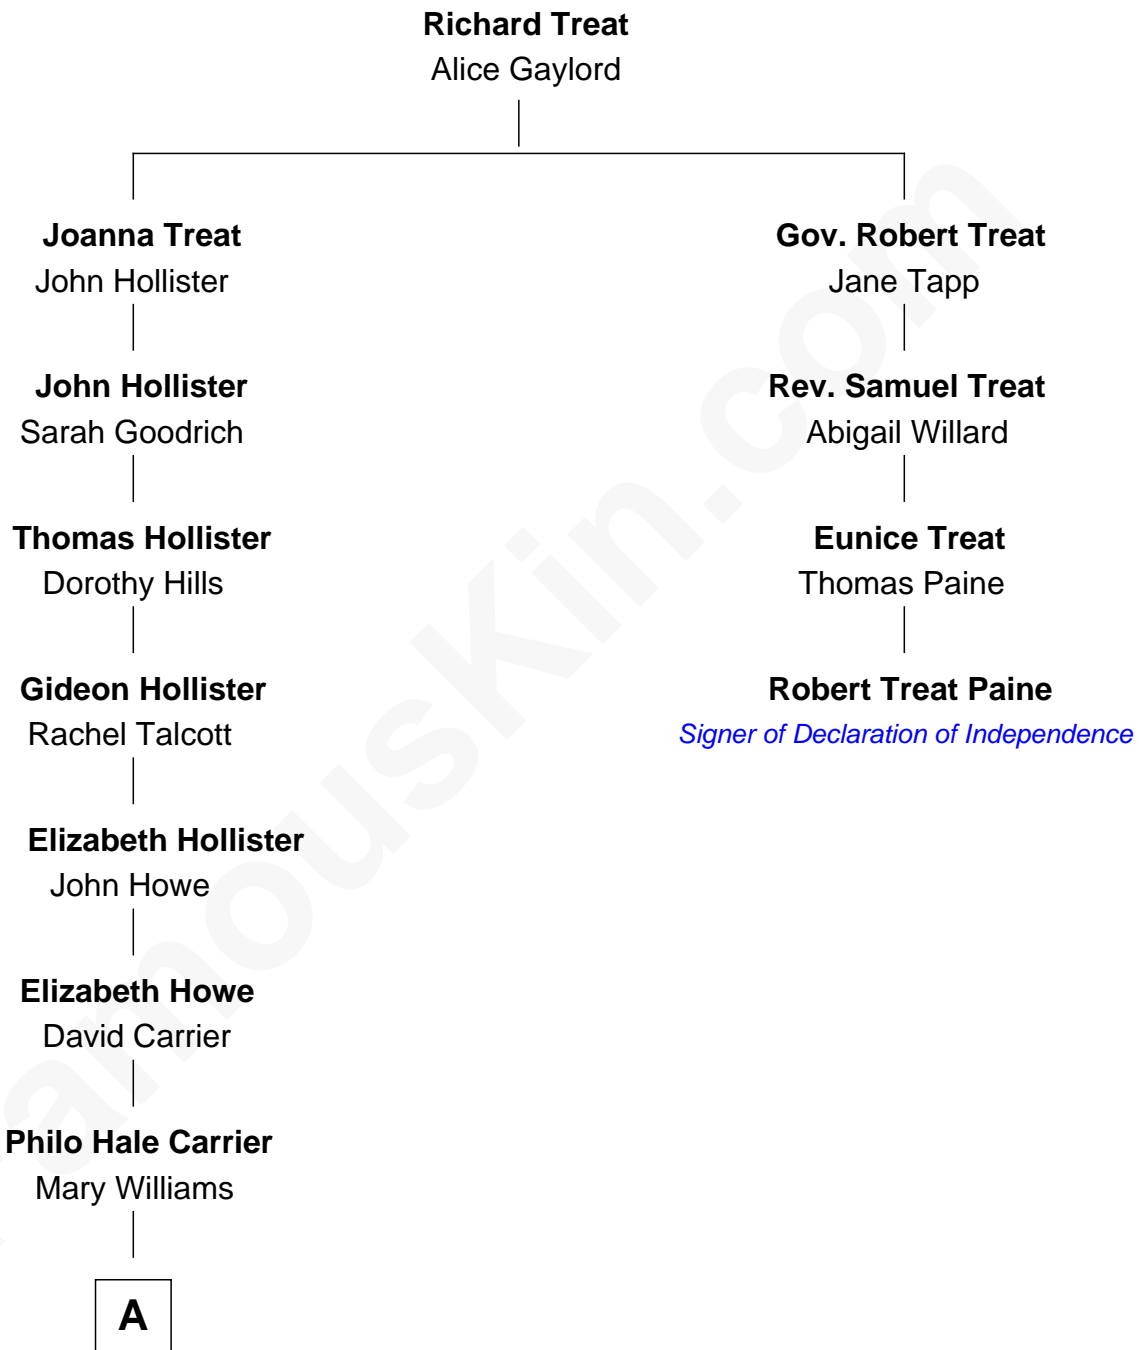 Richard Treat
Alice Gaylord
Joanna Treat
John Hollister
Gov. Robert Treat
Jane Tapp
John Hollister
Sarah Goodrich
Rev. Samuel Treat
Abigail Willard
Thomas Hollister
Dorothy Hills
Eunice Treat
Thomas Paine
Gideon Hollister
Rachel Talcott
Robert Treat Paine
Signer of Declaration of Independence
Elizabeth Hollister
John Howe
Elizabeth Howe
David Carrier
Philo Hale Carrier
Mary Williams
A
FamousKin.com